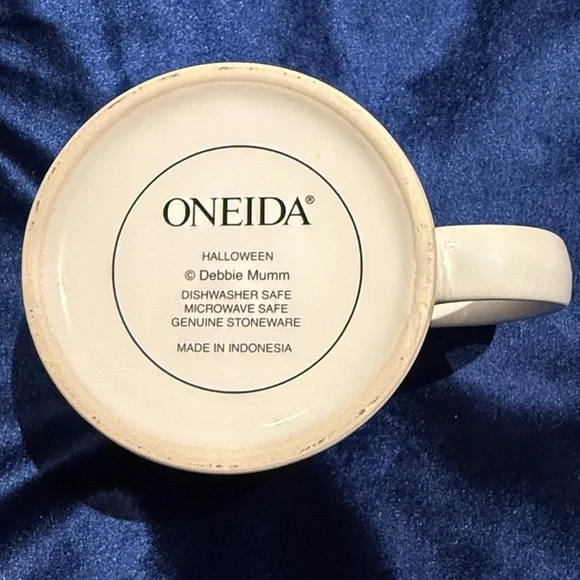 ONEIDA®
HALLOWEEN
© Debbie Mumm
DISHWASHER SAFE
MICROWAVE SAFE
GENUINE STONEWARE
MADE IN INDONESIA